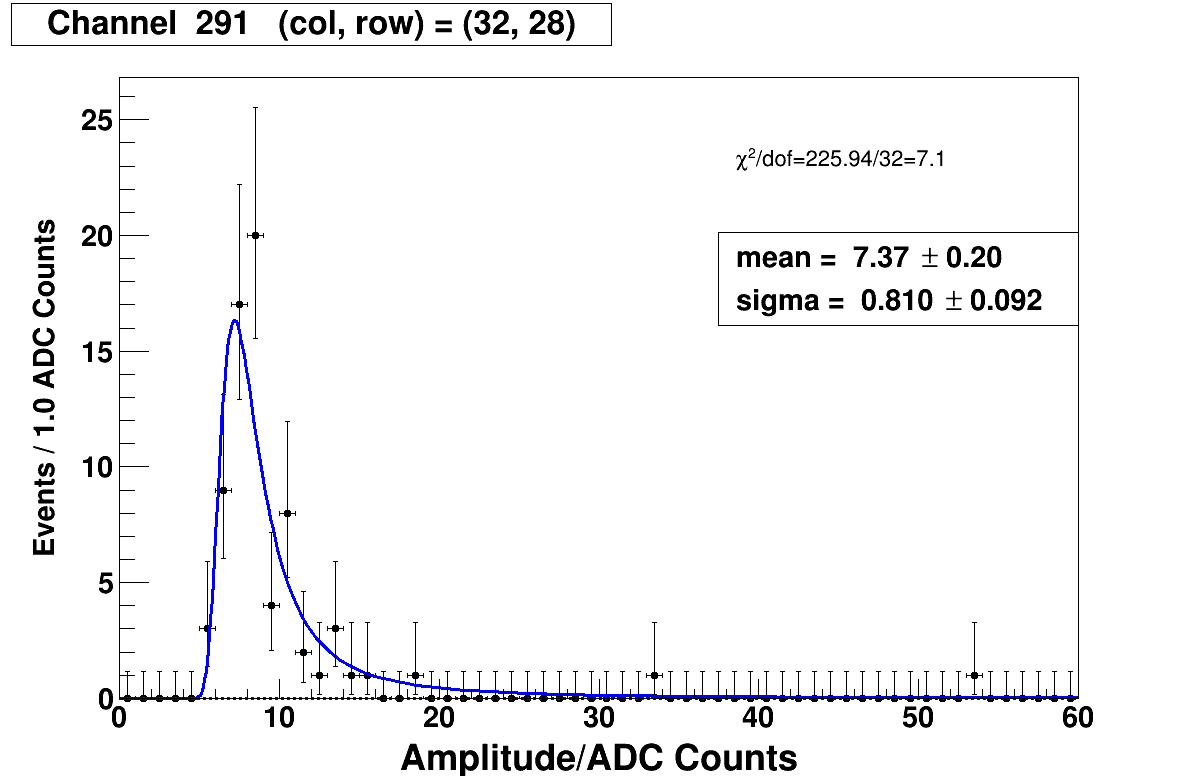 Channel 291 (col, row) = (32, 28)
χ²/dof=225.94/32=7.1
mean = 7.37 ± 0.20
sigma = 0.810 ± 0.092
Events / 1.0 ADC Counts
25
20
15
10
5
0
0 10 20 30 40 50 60
Amplitude/ADC Counts